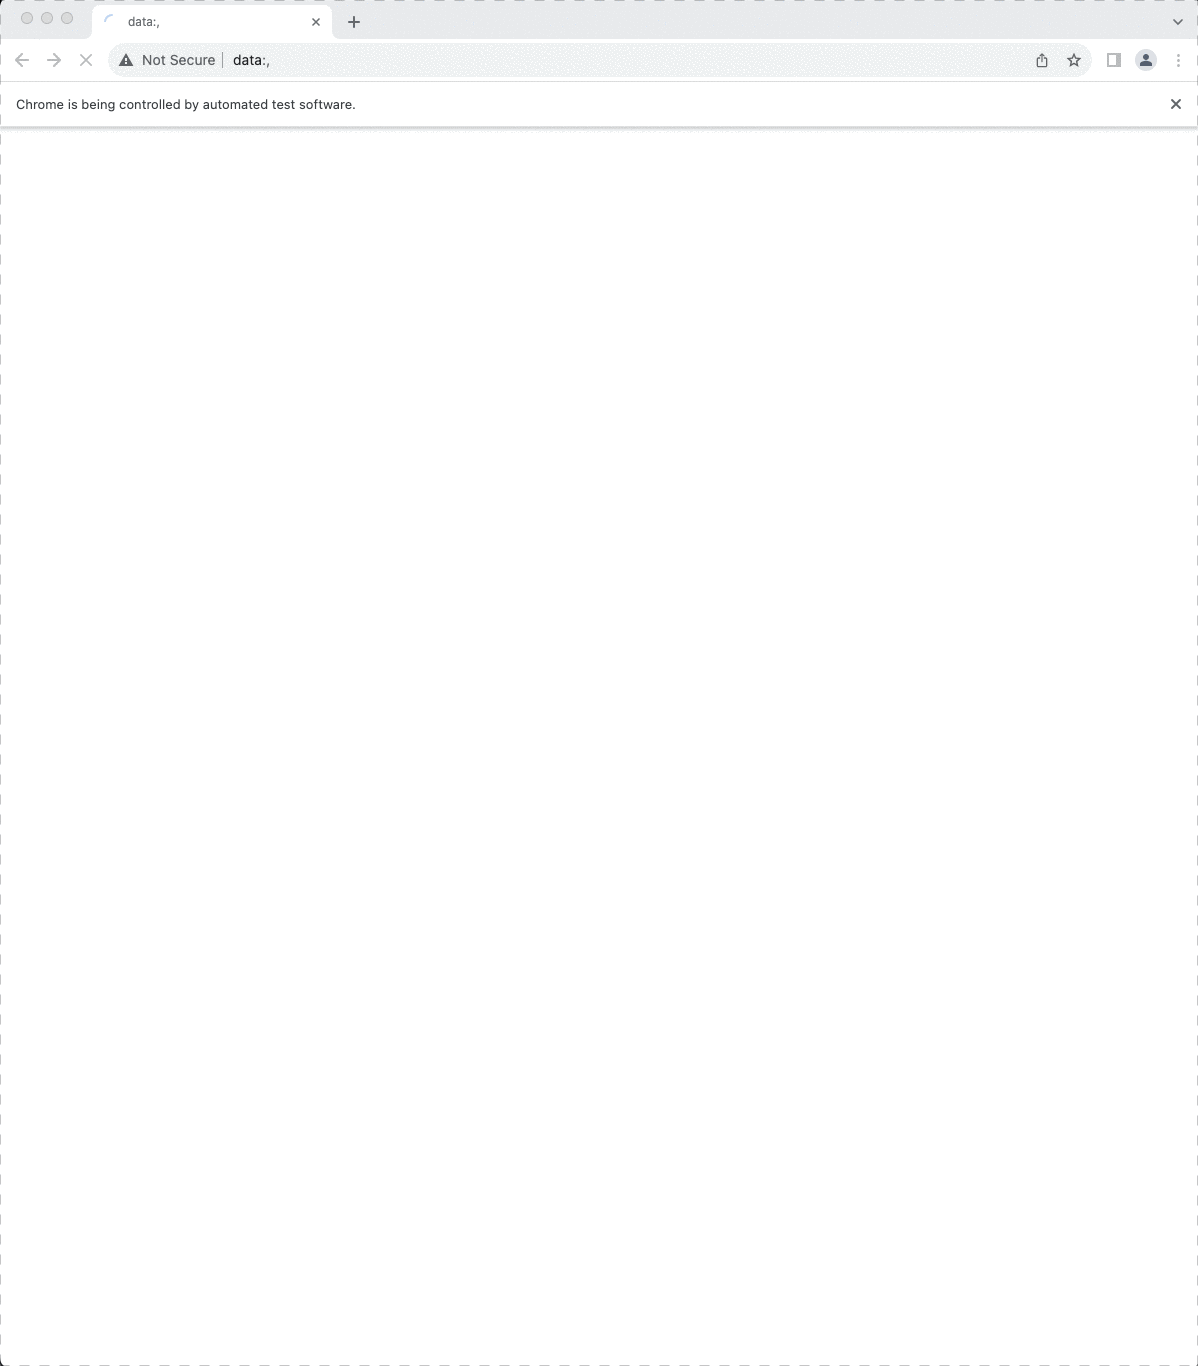 data:,
Not Secure data:,
Chrome is being controlled by automated test software.